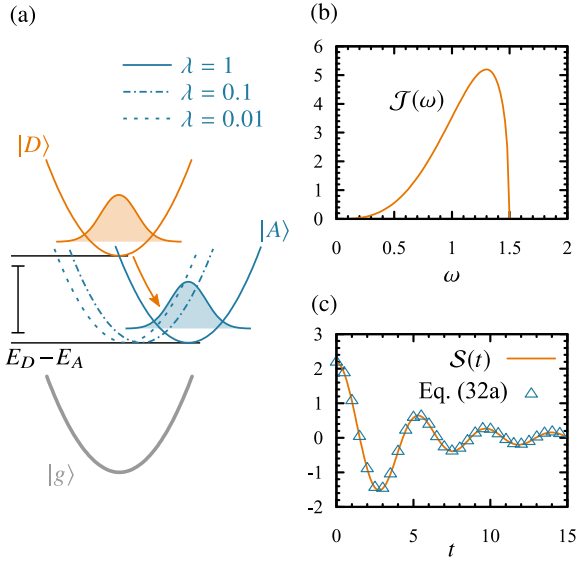 (a)
λ = 1
λ = 0.1
λ = 0.01
|D⟩
|A⟩
E_D − E_A
|g⟩
(b)
6
5
4
3
2
1
0
𝒥(ω)
0 0.5 1 1.5 2
ω
(c)
3
2
1
0
-1
-2
𝒮(t)
Eq. (32a)
0 5 10 15
t